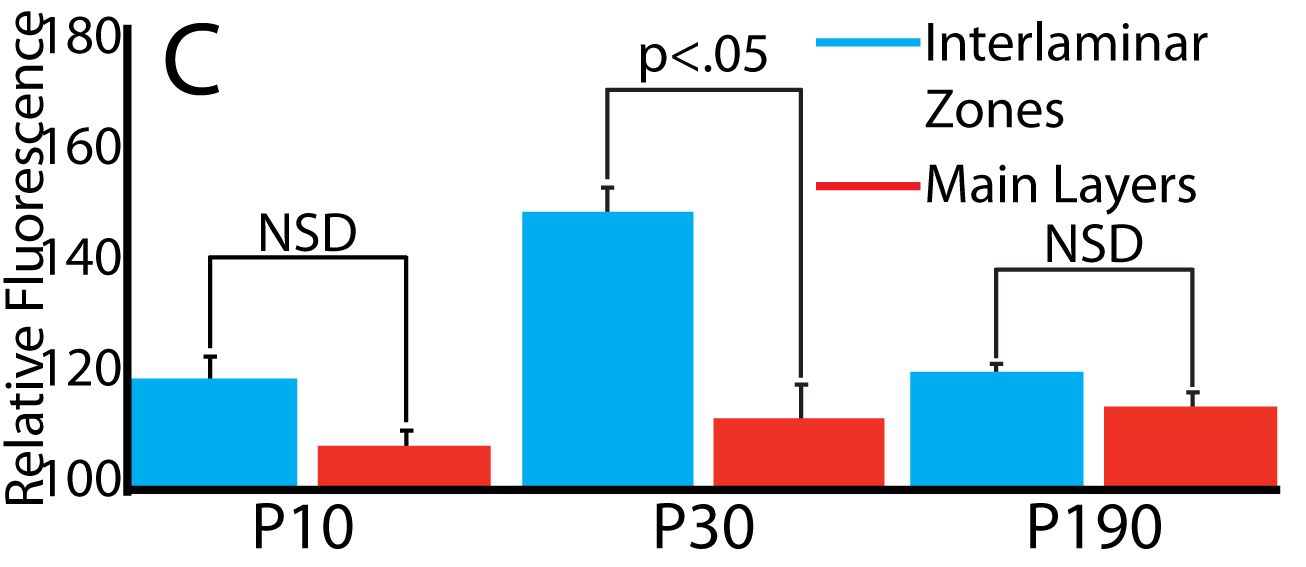 C
Relative Fluorescence
180
160
140
120
100
NSD
p<.05
NSD
Interlaminar
Zones
Main Layers
P10
P30
P190